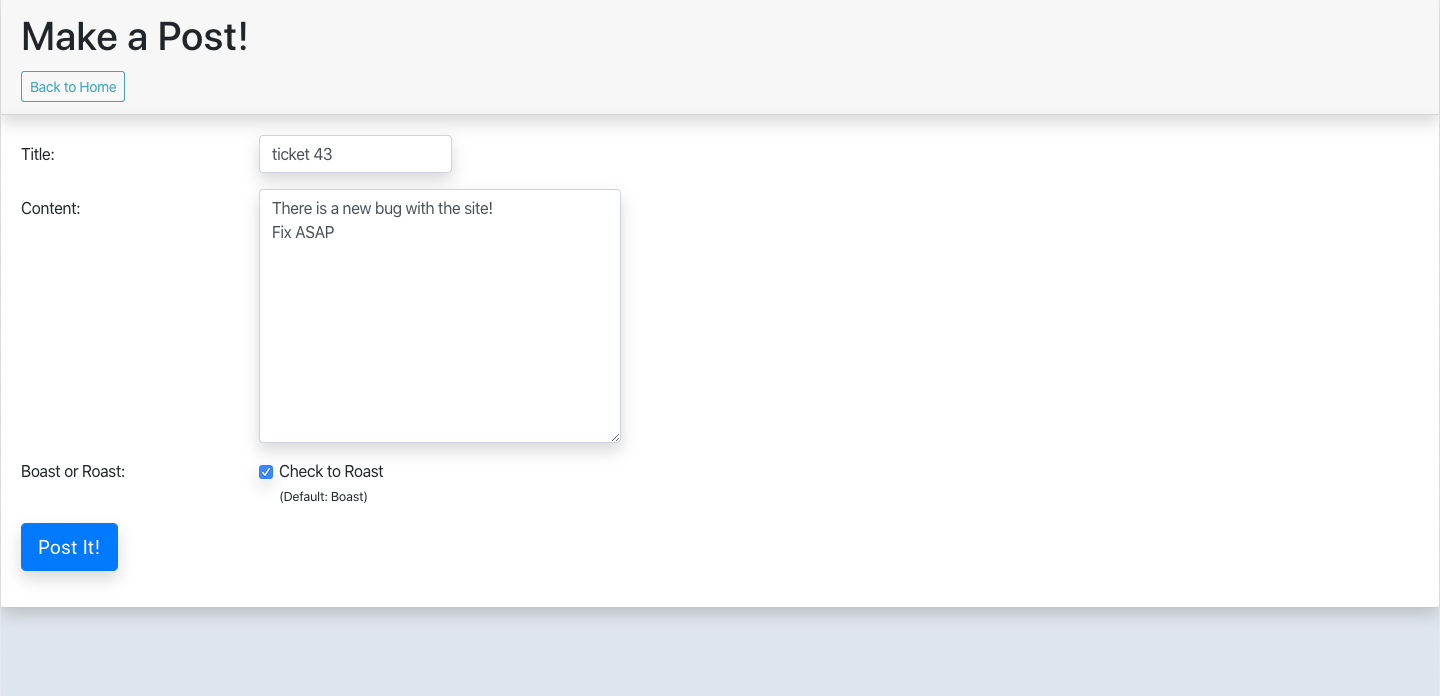 Make a Post!
Back to Home
Title:
ticket 43
Content:
There is a new bug with the site!
Fix ASAP
Boast or Roast:
Check to Roast
(Default: Boast)
Post It!